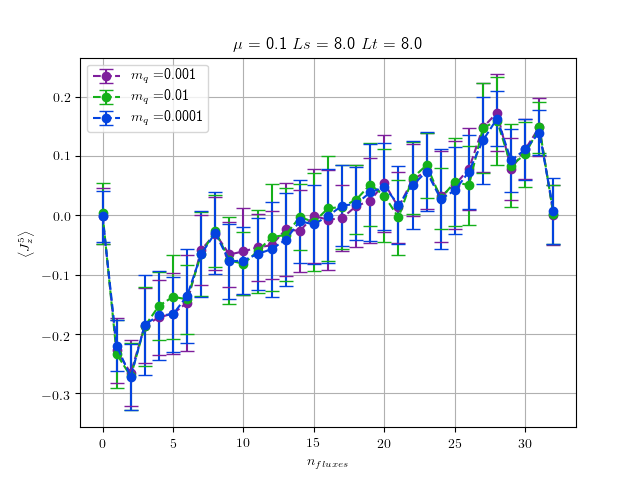 μ = 0.1 Ls = 8.0 Lt = 8.0
m_q =0.001
m_q =0.01
m_q =0.0001
0.2
0.1
0.0
−0.1
−0.2
−0.3
⟨J_z^5⟩
0 5 10 15 20 25 30
n_fluxes